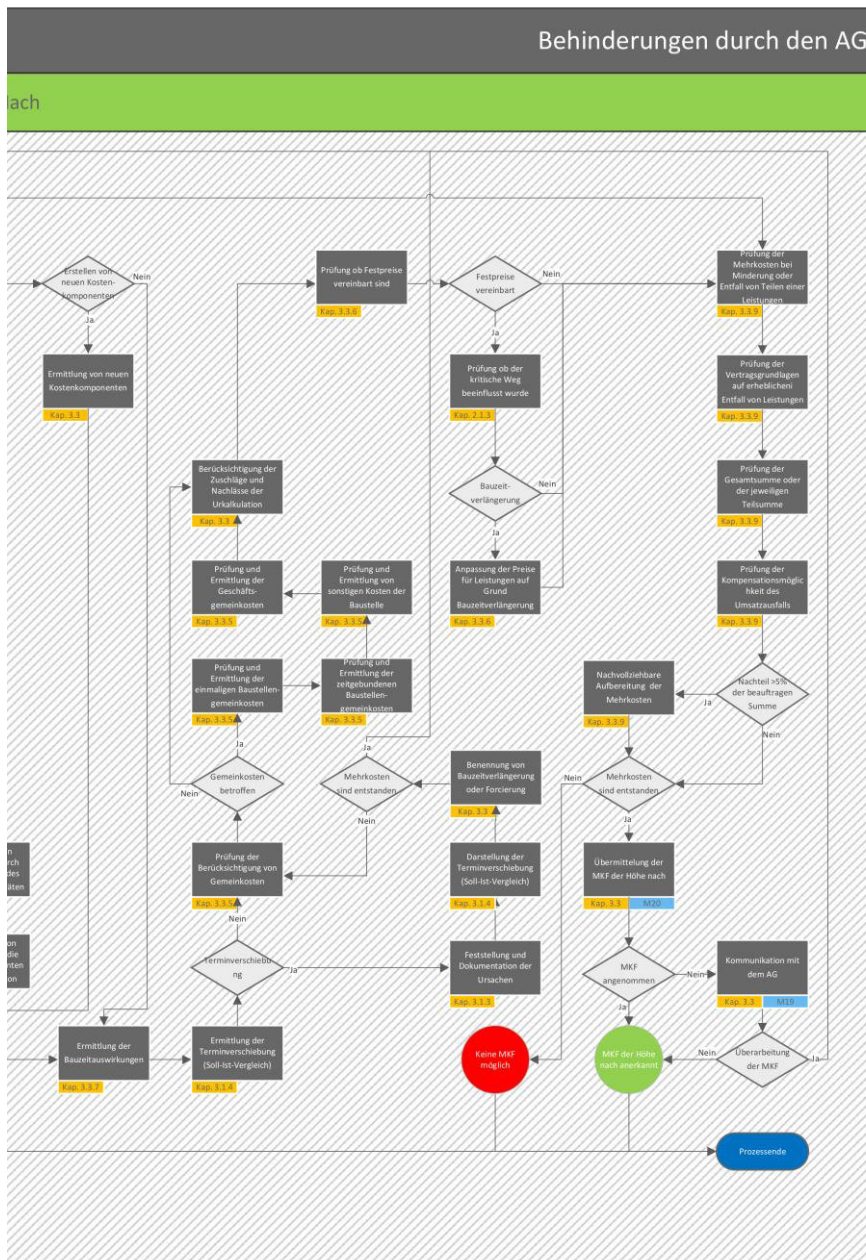 Behinderungen durch den AG
lach
Erstellen von
neuen Kosten-
komponenten
Nein
Ja
Ermittlung von neuen
Kostenkomponenten
Kap. 3.3
Prüfung ob Festpreise
vereinbart sind
Kap. 3.3.6
Festpreise
vereinbart
Nein
Ja
Prüfung der
Mehrkosten bei
Minderung oder
Entfall von Teilen einer
Leistungen
Kap. 3.3.9
Prüfung ob der
kritische Weg
beeinflusst wurde
Kap. 2.1.3
Prüfung der
Vertragsgrundlagen
auf erheblicheni
Entfall von Leistungen
Kap. 3.3.9
Berücksichtigung der
Zuschläge und
Nachlässe der
Urkalkulation
Kap. 3.3
Bauzeit-
verlängerung
Nein
Ja
Prüfung der
Gesamtsumme oder
der jeweiligen
Teilsumme
Kap. 3.3.9
Prüfung und
Ermittlung der
Geschäfts-
gemeinkosten
Kap. 3.3.5
Prüfung und
Ermittlung von
sonstigen Kosten der
Baustelle
Kap. 3.3.5
Anpassung der Preise
für Leistungen auf
Grund
Bauzeitverlängerung
Kap. 3.3.6
Prüfung der
Kompensationsmöglic
hkeit des
Umsatzausfalls
Kap. 3.3.9
Prüfung und
Ermittlung der
einmaligen Baustellen-
gemeinkosten
Kap. 3.3.5
Prüfung und
Ermittlung der
zeitgebundenen
Baustellen-
gemeinkosten
Kap. 3.3.5
Nachvollziehbare
Aufbereitung der
Mehrkosten
Kap. 3.3.9
Nachteil >5%
der beauftragen
Summe
Ja
Nein
Ja
Gemeinkosten
betroffen
Nein
Ja
Mehrkosten
sind entstanden
Nein
Benennung von
Bauzeitverlängerung
oder Forcierung
Kap. 3.3
Nein
Mehrkosten
sind entstanden
Ja
Prüfung der
Berücksichtigung von
Gemeinkosten
Kap. 3.3.5
Darstellung der
Terminverschiebung
(Soll-Ist-Vergleich)
Kap. 3.1.4
Übermittelung der
MKF der Höhe nach
Kap. 3.3
M20
n
rch
des
täten
Nein
Terminverschiebu
ng
Ja
Feststellung und
Dokumentation der
Ursachen
Kap. 3.1.3
MKF
angenommen
Nein
Ja
Kommunikation mit
dem AG
Kap. 3.3
M19
on
die
nten
ion
Ermittlung der
Bauzeitauswirkungen
Kap. 3.3.7
Ermittlung der
Terminverschiebung
(Soll-Ist-Vergleich)
Kap. 3.1.4
Keine MKF
möglich
MKF der Höhe
nach anerkannt
Nein
Überarbeitung
der MKF
Ja
Prozessende